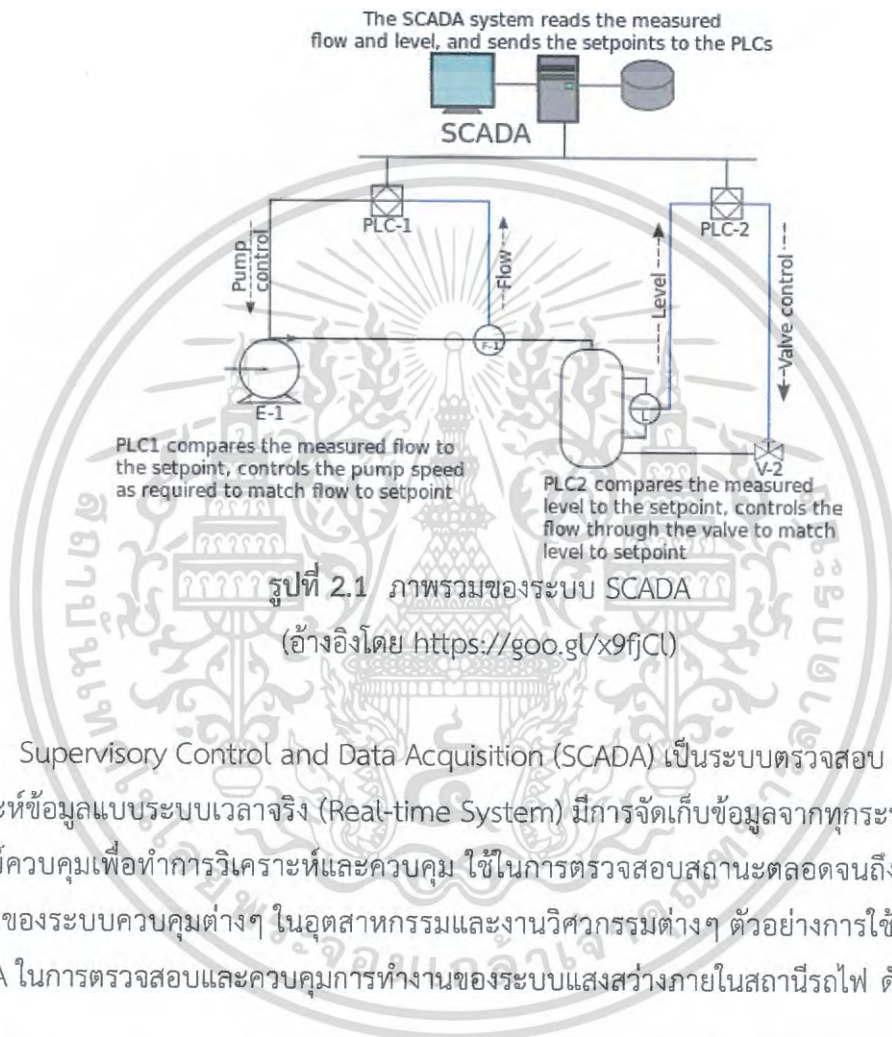 The SCADA system reads the measured
flow and level, and sends the setpoints to the PLCs
SCADA
PLC-1
PLC-2
Pump
control
Flow
Level
Valve control
F-1
E-1
V-2
PLC1 compares the measured flow to
the setpoint, controls the pump speed
as required to match flow to setpoint
PLC2 compares the measured
level to the setpoint, controls the
flow through the valve to match
level to setpoint
รูปที่ 2.1 ภาพรวมของระบบ SCADA
(อ้างอิงโดย https://goo.gl/x9fjCl)
Supervisory Control and Data Acquisition (SCADA) เป็นระบบตรวจสอบ
ะห์ข้อมูลแบบระบบเวลาจริง (Real-time System) มีการจัดเก็บข้อมูลจากทุกระ
์ควบคุมเพื่อทำการวิเคราะห์และควบคุม ใช้ในการตรวจสอบสถานะตลอดจนถึง
ของระบบควบคุมต่างๆ ในอุตสาหกรรมและงานวิศวกรรมต่างๆ ตัวอย่างการใช้
A ในการตรวจสอบและควบคุมการทำงานของระบบแสงสว่างภายในสถานีรถไฟ ดั